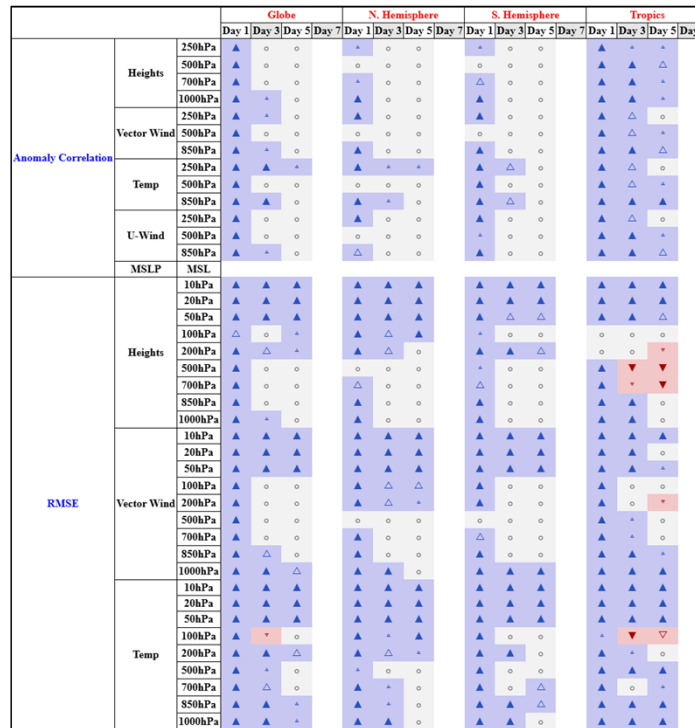 Globe N. Hemisphere S. Hemisphere Tropics
Day 1 Day 3 Day 5 Day 7 Day 1 Day 3 Day 5 Day 7 Day 1 Day 3 Day 5 Day 7 Day 1 Day 3 Day 5
Anomaly Correlation
Heights
250hPa
500hPa
700hPa
1000hPa
Vector Wind
250hPa
500hPa
850hPa
Temp
250hPa
500hPa
850hPa
U-Wind
250hPa
500hPa
850hPa
MSLP MSL
RMSE
Heights
10hPa
20hPa
50hPa
100hPa
200hPa
500hPa
700hPa
850hPa
1000hPa
Vector Wind
10hPa
20hPa
50hPa
100hPa
200hPa
500hPa
700hPa
850hPa
1000hPa
Temp
10hPa
20hPa
50hPa
100hPa
200hPa
500hPa
700hPa
850hPa
1000hPa